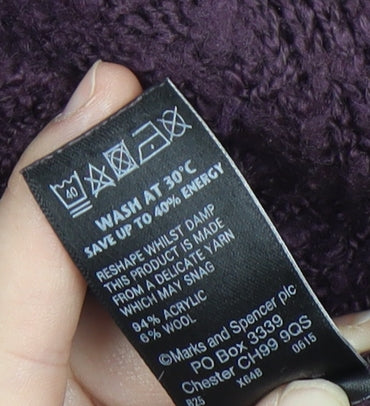 40
WASH AT 30°C
SAVE UP TO 40% ENERGY
RESHAPE WHILST DAMP
THIS PRODUCT IS MADE
FROM A DELICATE YARN
WHICH MAY SNAG
94% ACRYLIC
6% WOOL
©Marks and Spencer plc
PO Box 3339
Chester CH99 9QS
825 X64B 0615